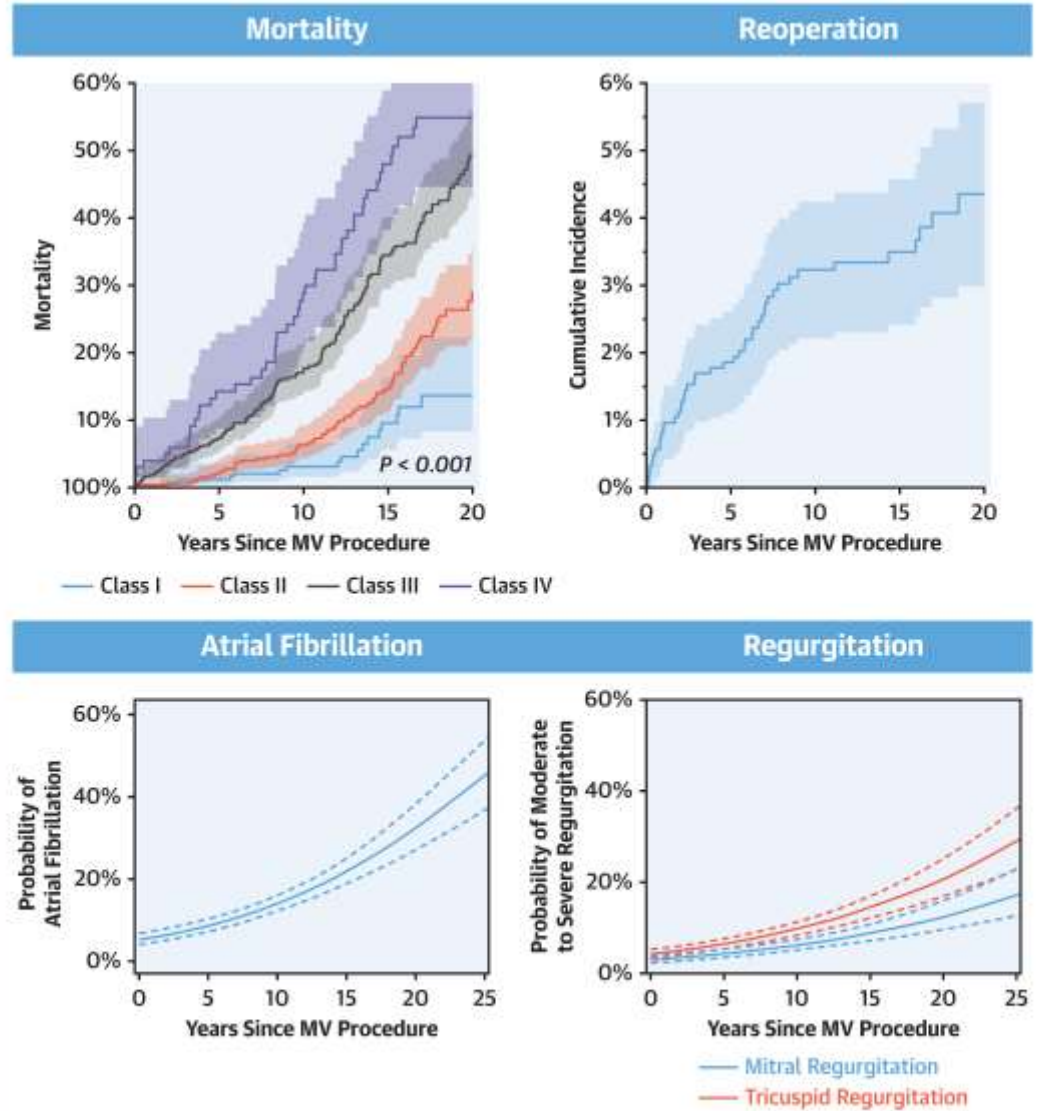 Mortality
60%
50%
40%
30%
20%
10%
100%
Mortality
P < 0.001
0 5 10 15 20
Years Since MV Procedure
Class I Class II Class III Class IV
Reoperation
6%
5%
4%
3%
2%
1%
0%
Cumulative Incidence
0 5 10 15 20
Years Since MV Procedure
Atrial Fibrillation
60%
40%
20%
0%
Probability of
Atrial Fibrillation
0 5 10 15 20 25
Years Since MV Procedure
Regurgitation
60%
40%
20%
0%
Probability of Moderate
to Severe Regurgitation
0 5 10 15 20 25
Years Since MV Procedure
Mitral Regurgitation
Tricuspid Regurgitation